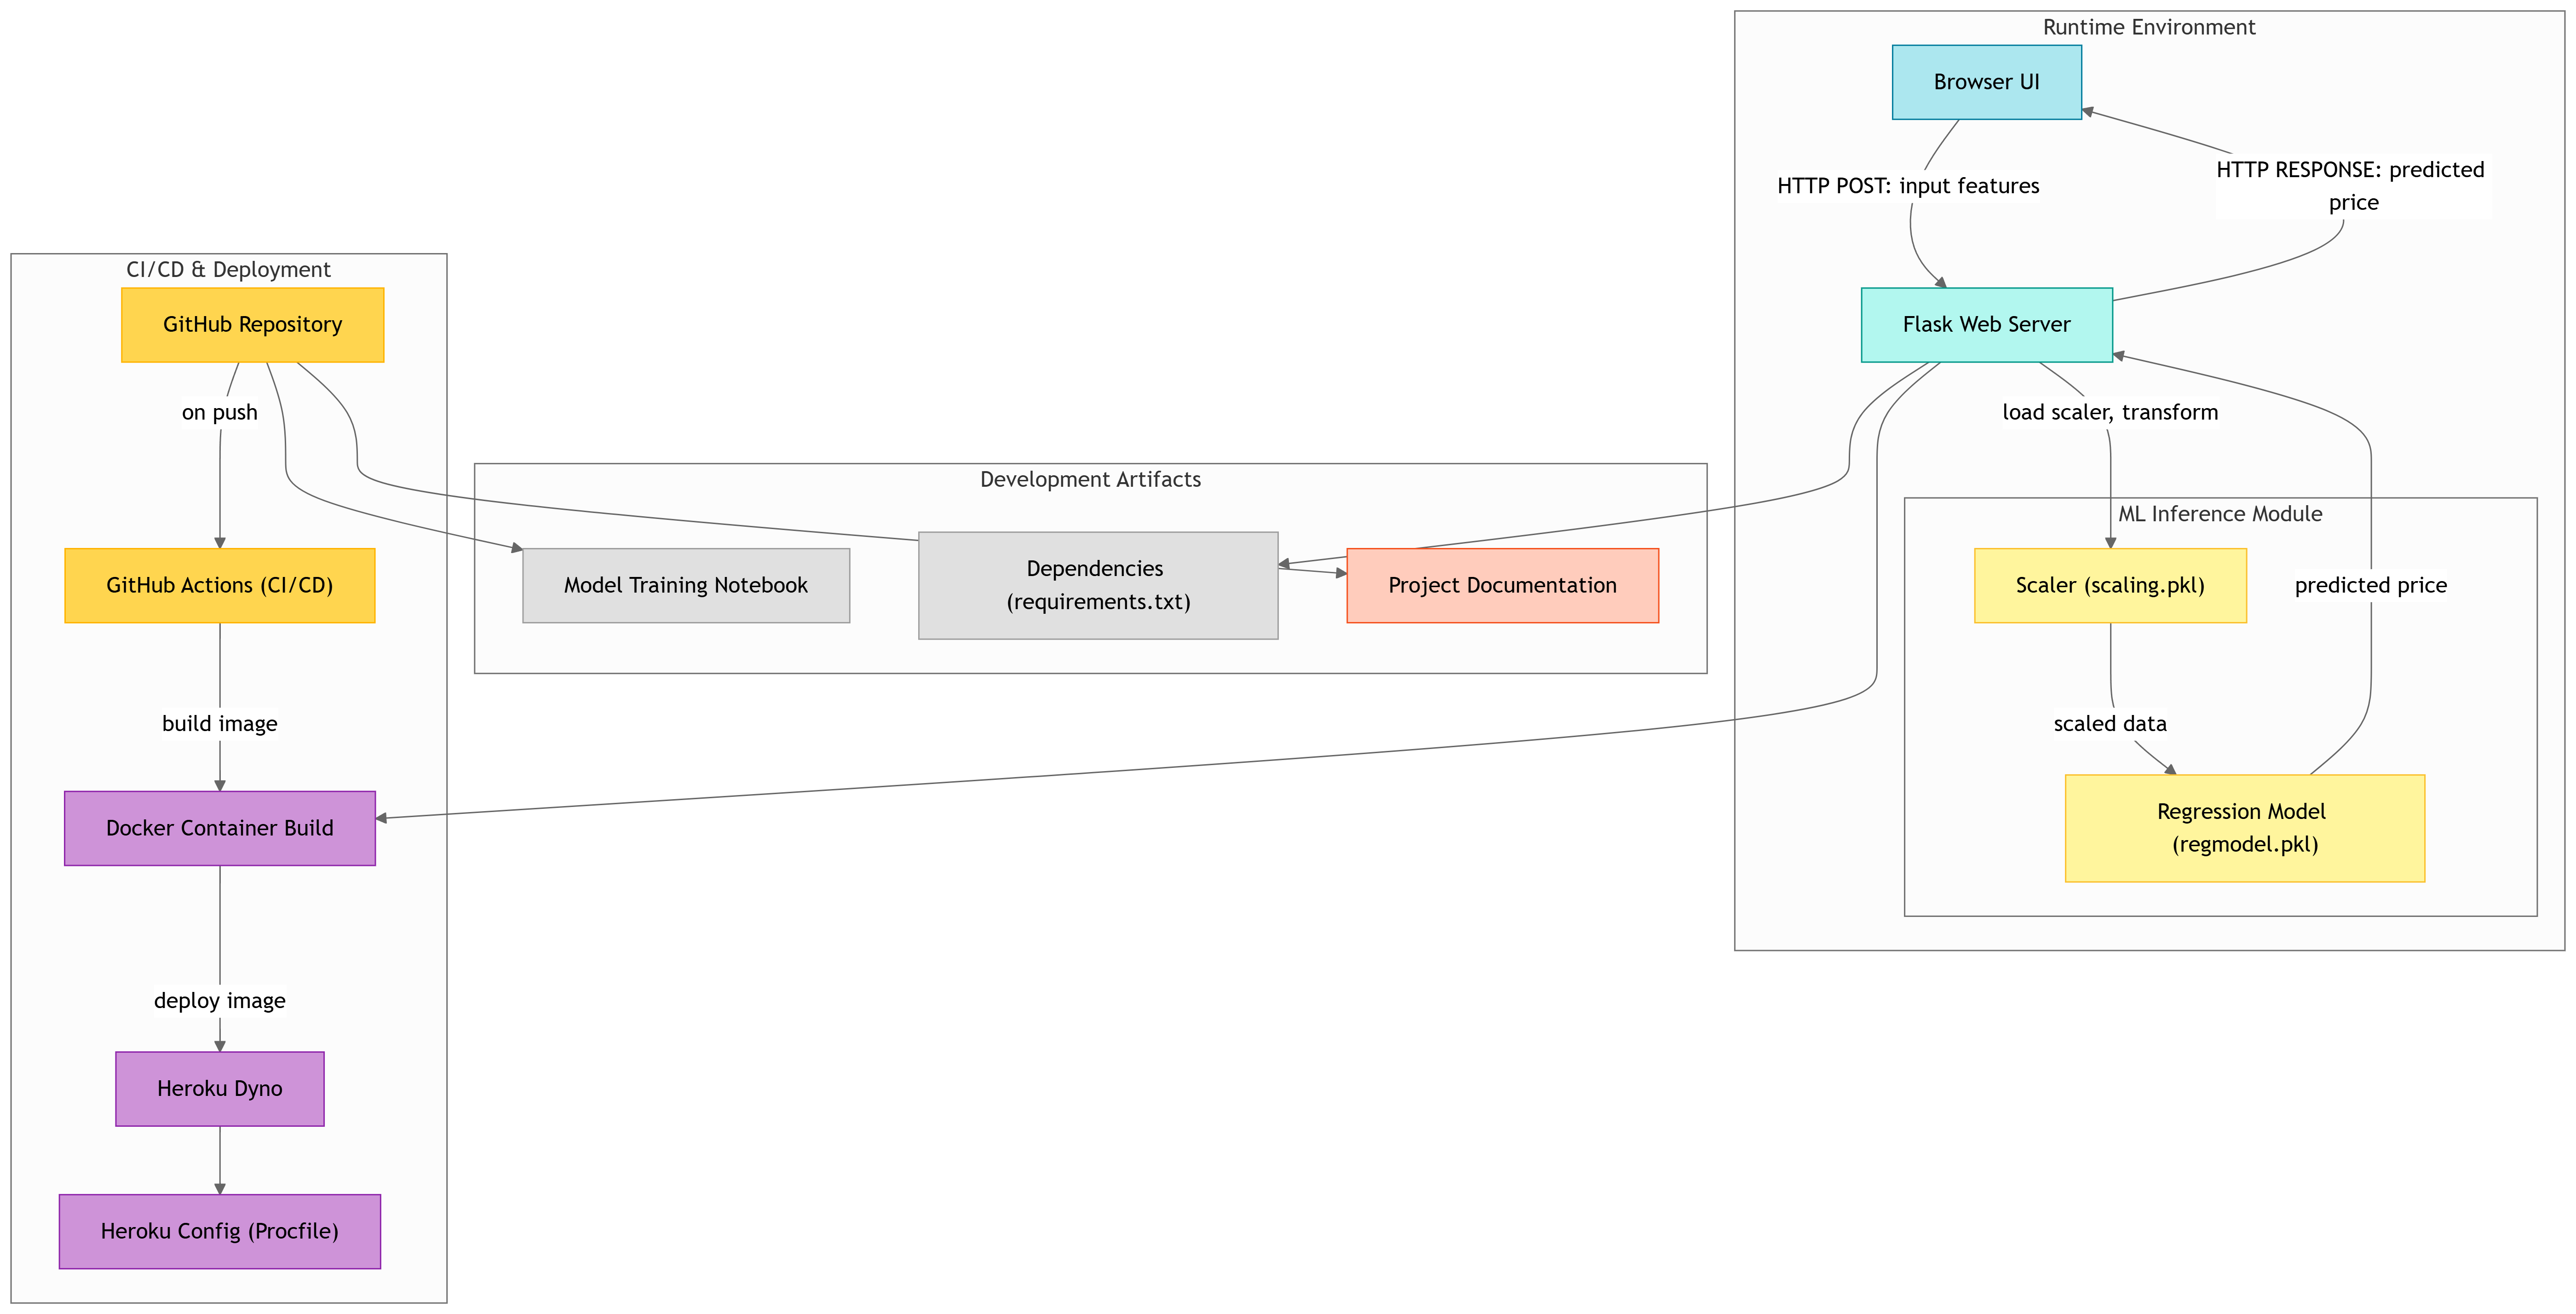 Runtime Environment
Browser UI
HTTP POST: input features
HTTP RESPONSE: predicted
price
Flask Web Server
load scaler, transform
ML Inference Module
Scaler (scaling.pkl)
predicted price
scaled data
Regression Model
(regmodel.pkl)
CI/CD & Deployment
GitHub Repository
on push
GitHub Actions (CI/CD)
build image
Docker Container Build
deploy image
Heroku Dyno
Heroku Config (Procfile)
Development Artifacts
Model Training Notebook
Dependencies
(requirements.txt)
Project Documentation